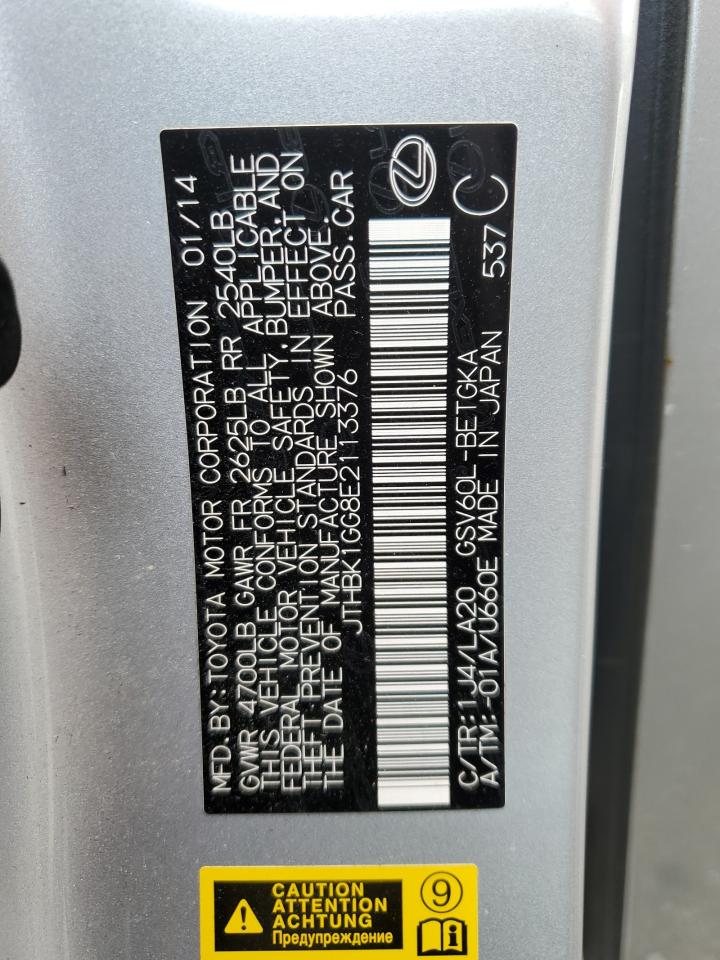 MFD. BY: TOYOTA MOTOR CORPORATION 01/14
GVWR 4700LB GAWR FR 2625LB RR 2540LB
THIS VEHICLE CONFORMS TO ALL APPLICABLE
FEDERAL MOTOR VEHICLE SAFETY, BUMPER, AND
THEFT PREVENTION STANDARDS IN EFFECT ON
THE DATE OF MANUFACTURE SHOWN ABOVE.
JTHBK1GG8E2113376 PASS. CAR
C/TR: 1J4/LA20 GSV60L-BETGKA 537
A/TM: -01A/U660E MADE IN JAPAN C
CAUTION
ATTENTION
ACHTUNG
Предупреждение
9
i